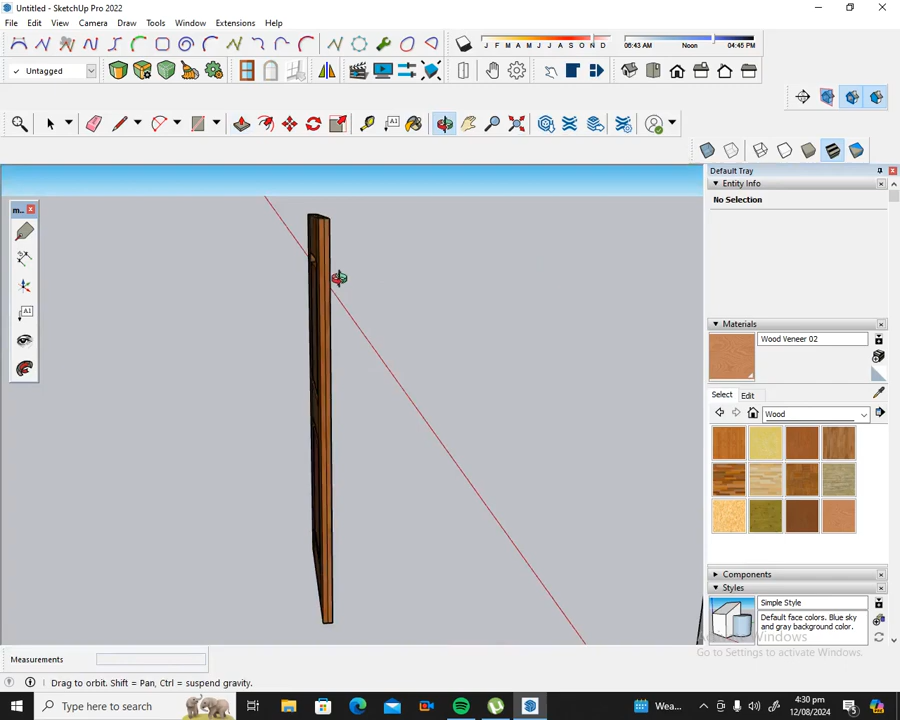 Untitled - SketchUp Pro 2022
File Edit View Camera Draw Tools Window Extensions Help
J F M A M J J A S O N D
06:43 AM Noon 04:45 PM
Untagged
m...
Default Tray
Entity Info
No Selection
Materials
Wood Veneer 02
Select Edit
Wood
Components
Styles
Simple Style
Default face colors. Blue sky
and gray background color.
Activate Windows
Go to Settings to activate Windows.
Measurements
Drag to orbit. Shift = Pan, Ctrl = suspend gravity.
Type here to search
Wea...
4:30 pm
12/08/2024
5